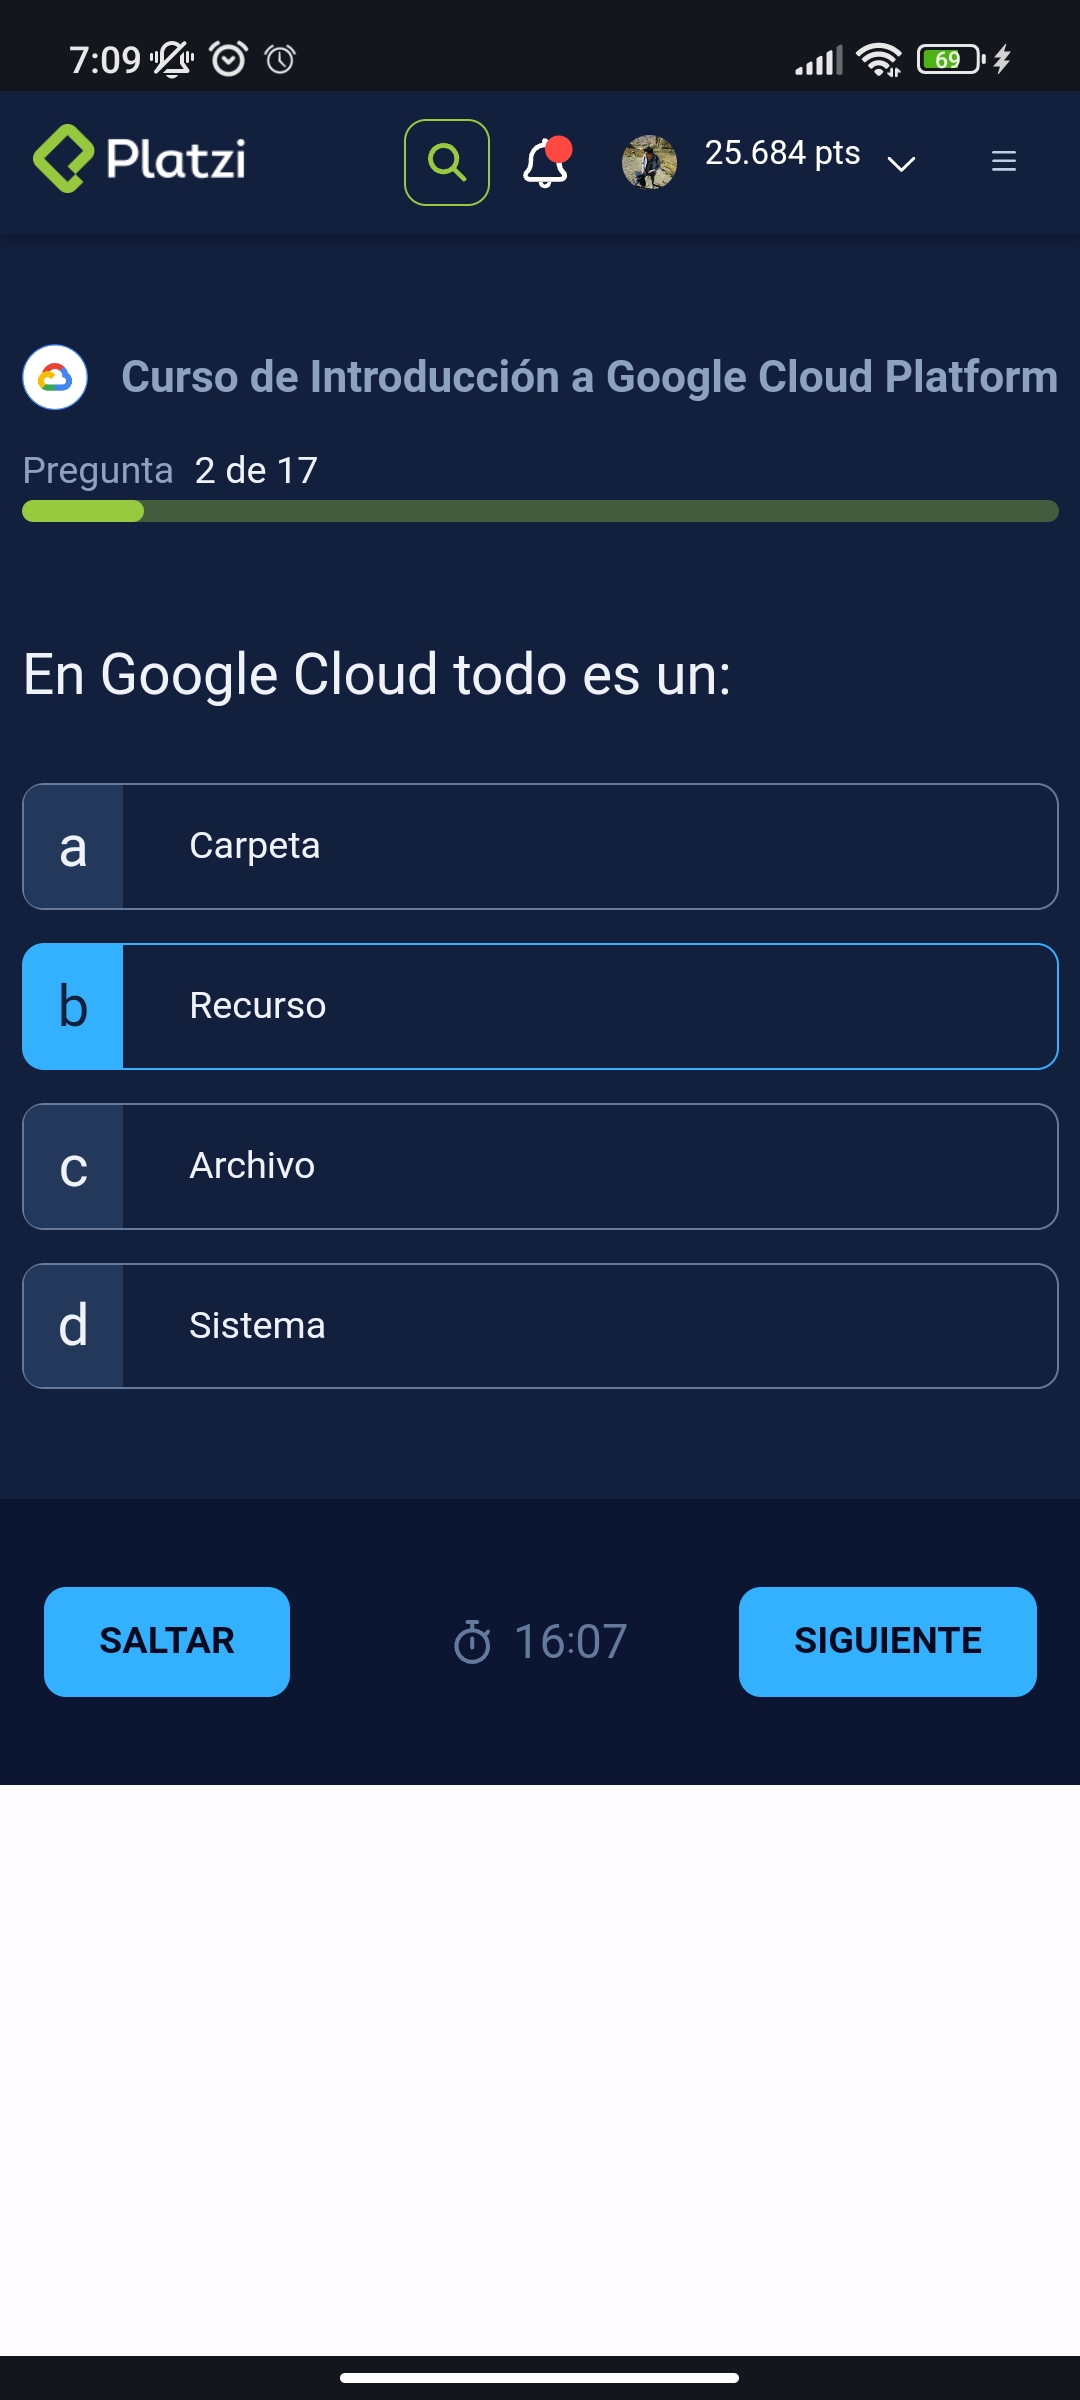 7:09
69
Platzi
25.684 pts
Curso de Introducción a Google Cloud Platform
Pregunta 2 de 17
En Google Cloud todo es un:
a Carpeta
b Recurso
c Archivo
d Sistema
SALTAR
16:07
SIGUIENTE